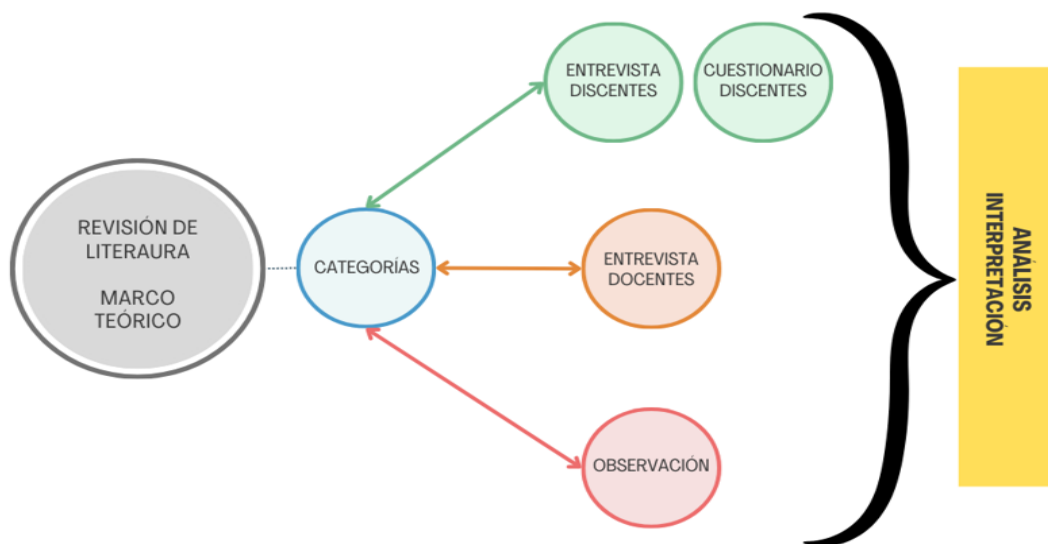 REVISIÓN DE
LITERAURA
MARCO
TEÓRICO
CATEGORÍAS
ENTREVISTA
DISCENTES
CUESTIONARIO
DISCENTES
ENTREVISTA
DOCENTES
OBSERVACIÓN
ANÁLISIS
INTERPRETACIÓN